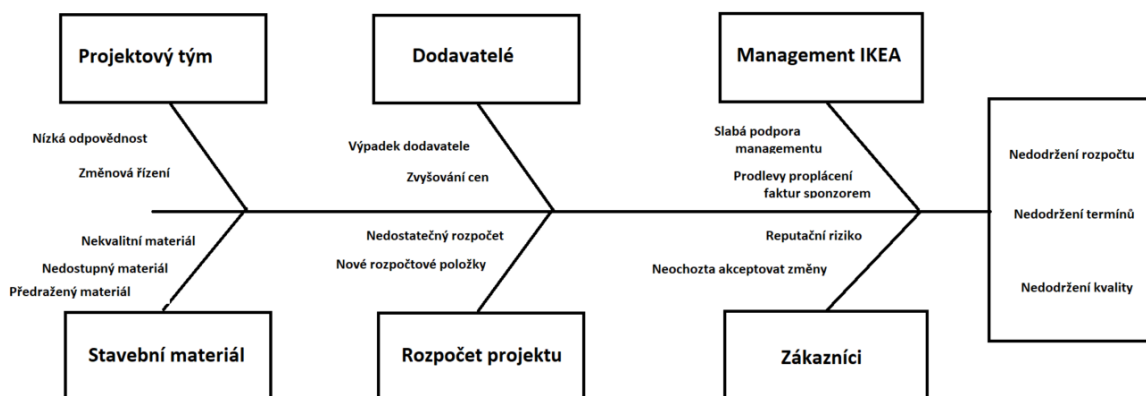 Projektový tým
Dodavatelé
Management IKEA
Nízká odpovědnost
Změnová řízení
Výpadek dodavatele
Zvyšování cen
Slabá podpora
managementu
Prodlevy proplácení
faktur sponzorem
Nedodržení rozpočtu
Nedodržení termínů
Nedodržení kvality
Nekvalitní materiál
Nedostupný materiál
Předražený materiál
Nedostatečný rozpočet
Nové rozpočtové položky
Reputační riziko
Neochozta akceptovat změny
Stavební materiál
Rozpočet projektu
Zákazníci